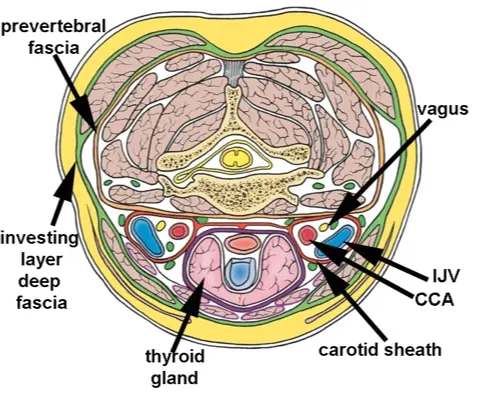 prevertebral
fascia
vagus
investing
layer
deep
fascia
IJV
CCA
carotid sheath
thyroid
gland